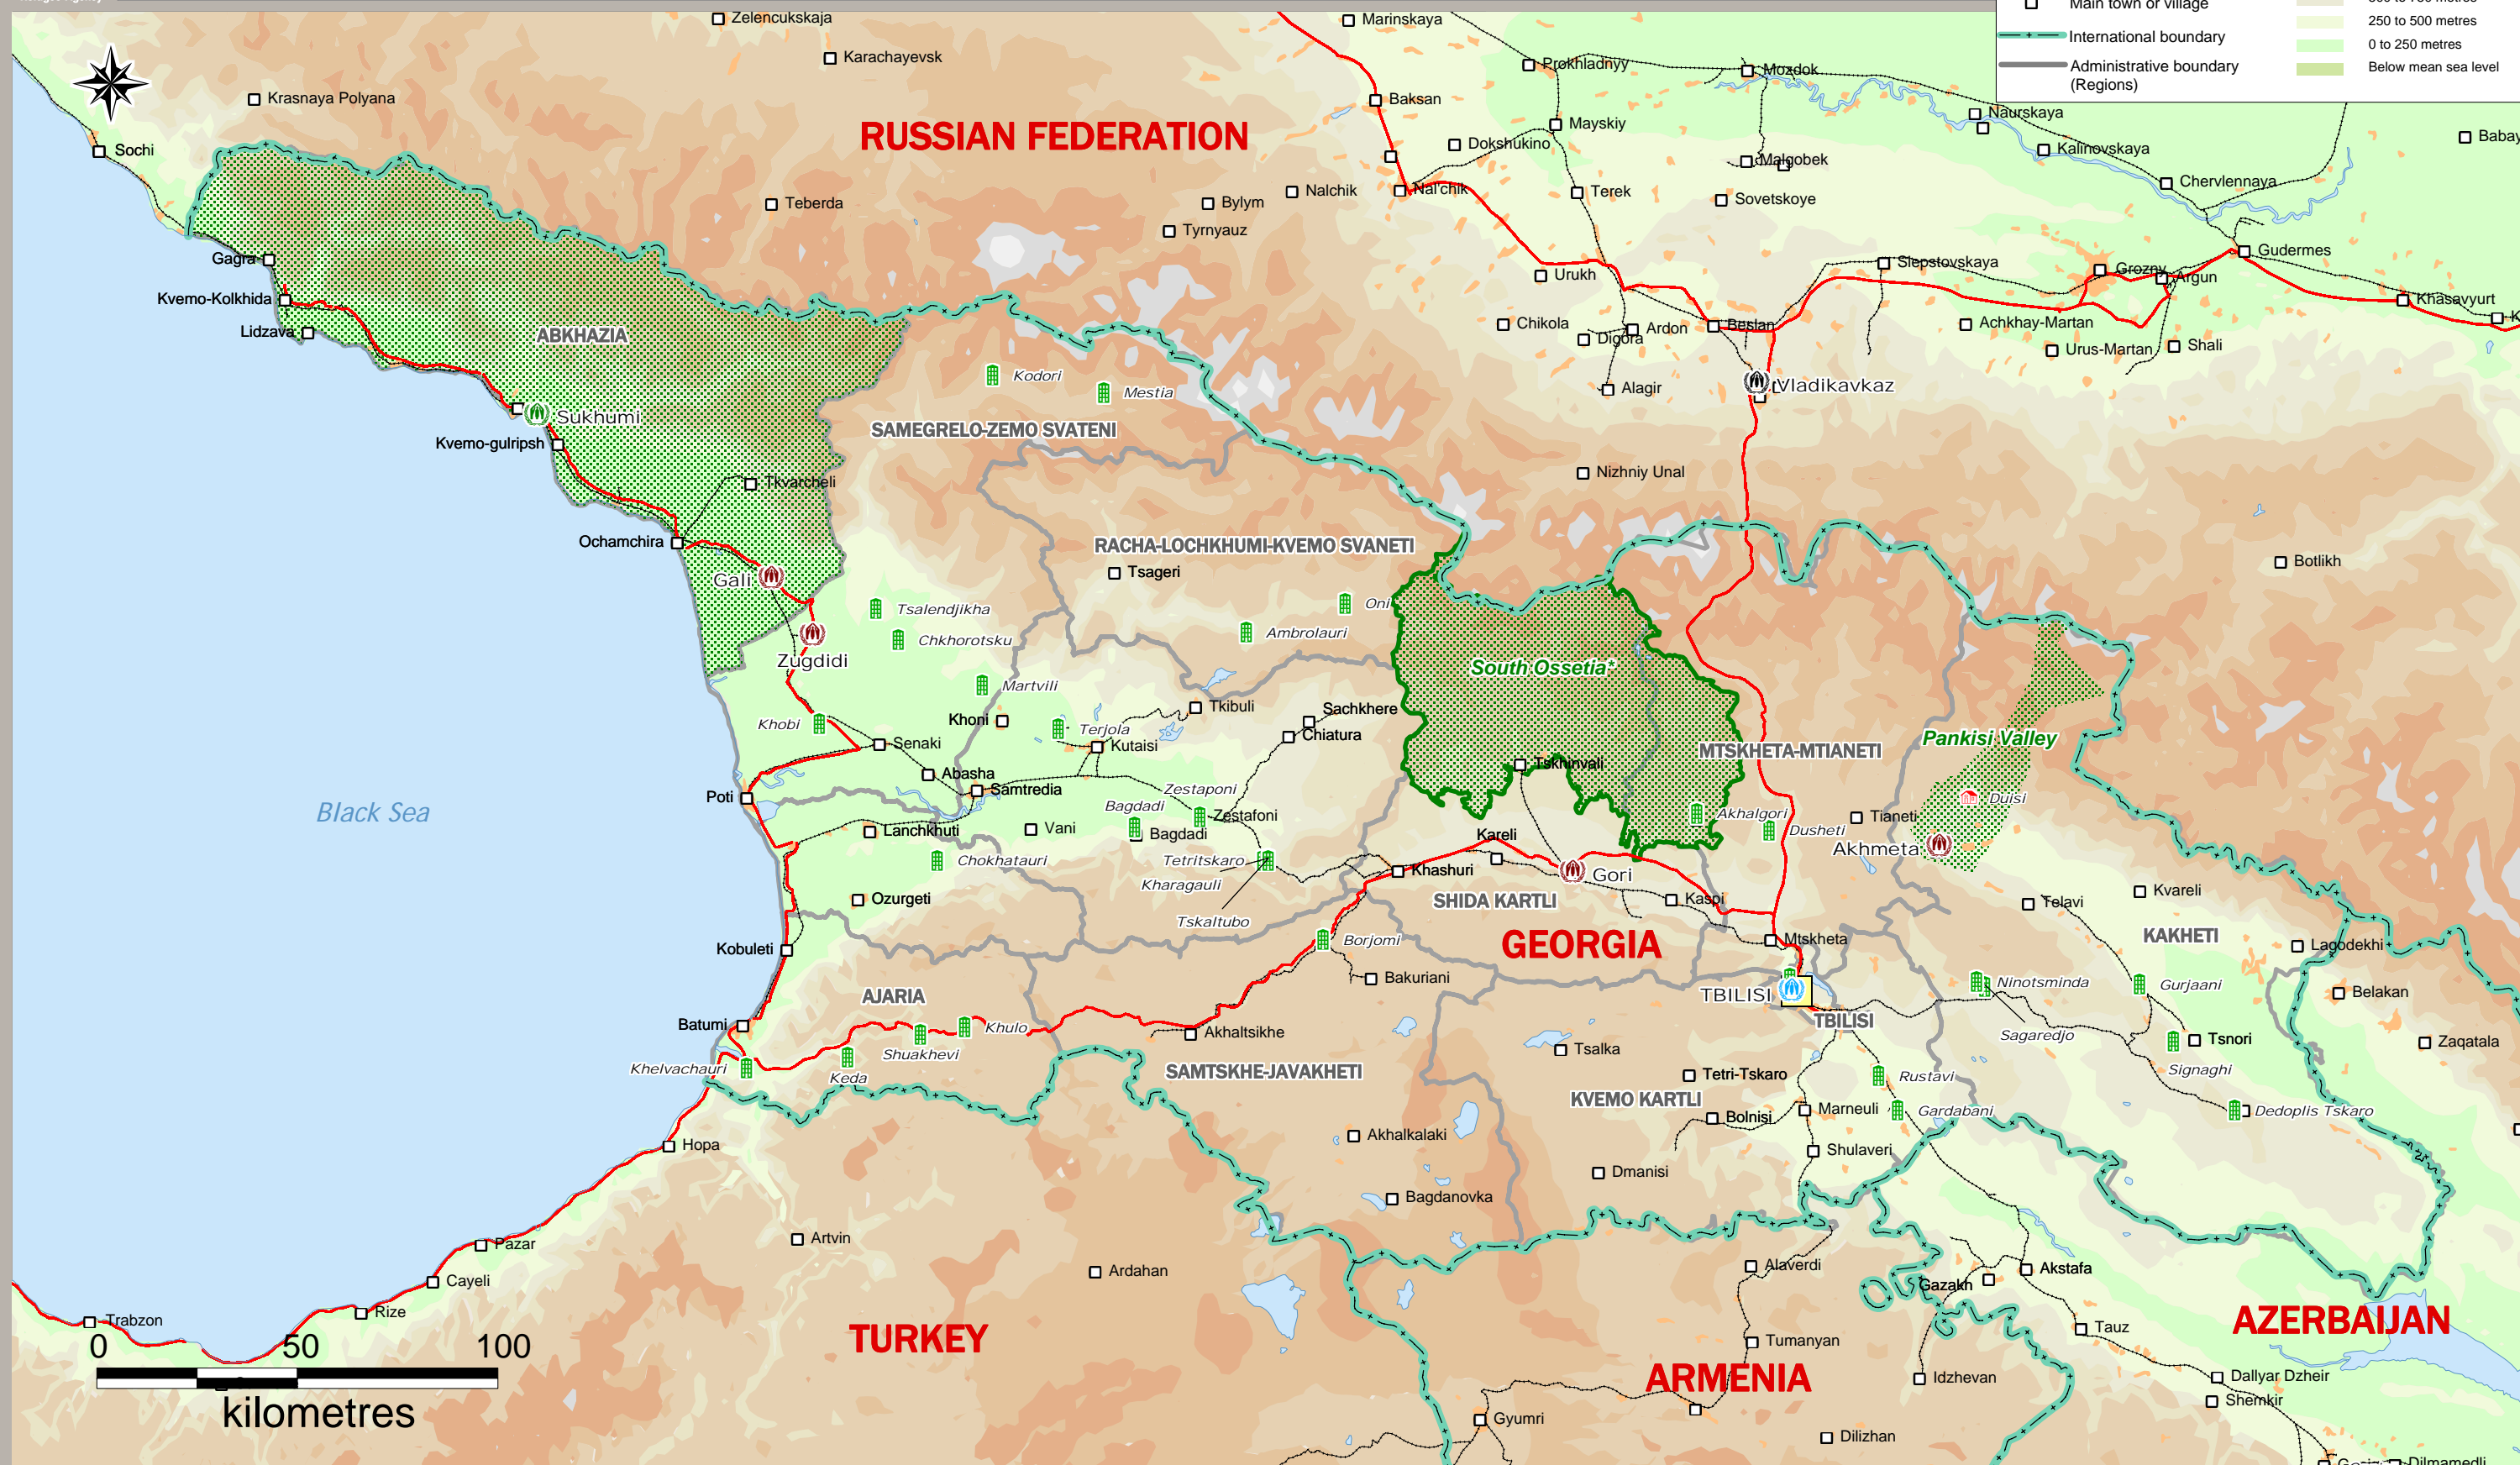 Main town or village
250 to 500 metres
International boundary
0 to 250 metres
Administrative boundary
(Regions)
Below mean sea level
Zelencukskaja
Marinskaya
Karachayevsk
Prokhladnyy
Mozdok
Krasnaya Polyana
Baksan
Naurskaya
RUSSIAN FEDERATION
Mayskiy
Sochi
Dokshukino
Malgobek
Kalinovskaya
Chervlennaya
Teberda
Bylym
Nalchik
Nal'chik
Terek
Sovetskoye
Tyrnyauz
Gagra
Urukh
Slepstovskaya
Grozny
Argun
Gudermes
Kvemo-Kolkhida
Khasavyurt
Lidzava
ABKHAZIA
Chikola
Digora
Ardon
Beslan
Achkhay-Martan
Urus-Martan
Shali
Kodori
Mestia
Alagir
Vladikavkaz
Sukhumi
SAMEGRELO-ZEMO SVATENI
Kvemo-gulripsh
Tkvarcheli
Nizhniy Unal
Ochamchira
RACHA-LOCHKHUMI-KVEMO SVANETI
Botlikh
Gali
Tsageri
Tsalendjikha
Oni
Chkhorotsku
Ambrolauri
Zugdidi
South Ossetia*
Martvili
Khobi
Khoni
Terjola
Tkibuli
Sachkhere
Chiatura
Pankisi Valley
Senaki
Kutaisi
MTSKHETA-MTIANETI
Abasha
Tskhinvali
Poti
Samtredia
Zestaponi
Duisi
Black Sea
Bagdadi
Zestafoni
Akhalgori
Tianeti
Lanchkhuti
Vani
Bagdadi
Kareli
Dusheti
Akhmeta
Chokhatauri
Tetritskaro
Khashuri
Gori
Kharagauli
Ozurgeti
SHIDA KARTLI
Kaspi
Telavi
Kvareli
Tskaltubo
Kobuleti
Borjomi
GEORGIA
Mtskheta
KAKHETI
Lagodekhi
Bakuriani
AJARIA
TBILISI
Ninotsminda
Gurjaani
Belakan
Batumi
Khulo
Akhaltsikhe
TBILISI
Sagaredjo
Shuakhevi
Tsalka
Tsnori
Zaqatala
Khelvachauri
Keda
SAMTSKHE-JAVAKHETI
Tetri-Tskaro
Rustavi
Signaghi
KVEMO KARTLI
Bolnisi
Marneuli
Gardabani
Dedoplis Tskaro
Hopa
Akhalkalaki
Shulaveri
Dmanisi
Bagdanovka
Artvin
Pazar
Ardahan
Alaverdi
Akstafa
Cayeli
Gazakh
Rize
Trabzon
AZERBAIJAN
0 50 100
TURKEY
Tumanyan
Tauz
kilometres
ARMENIA
Idzhevan
Dallyar Dzheir
Shemkir
Gyumri
Dilizhan
Dilmamedli